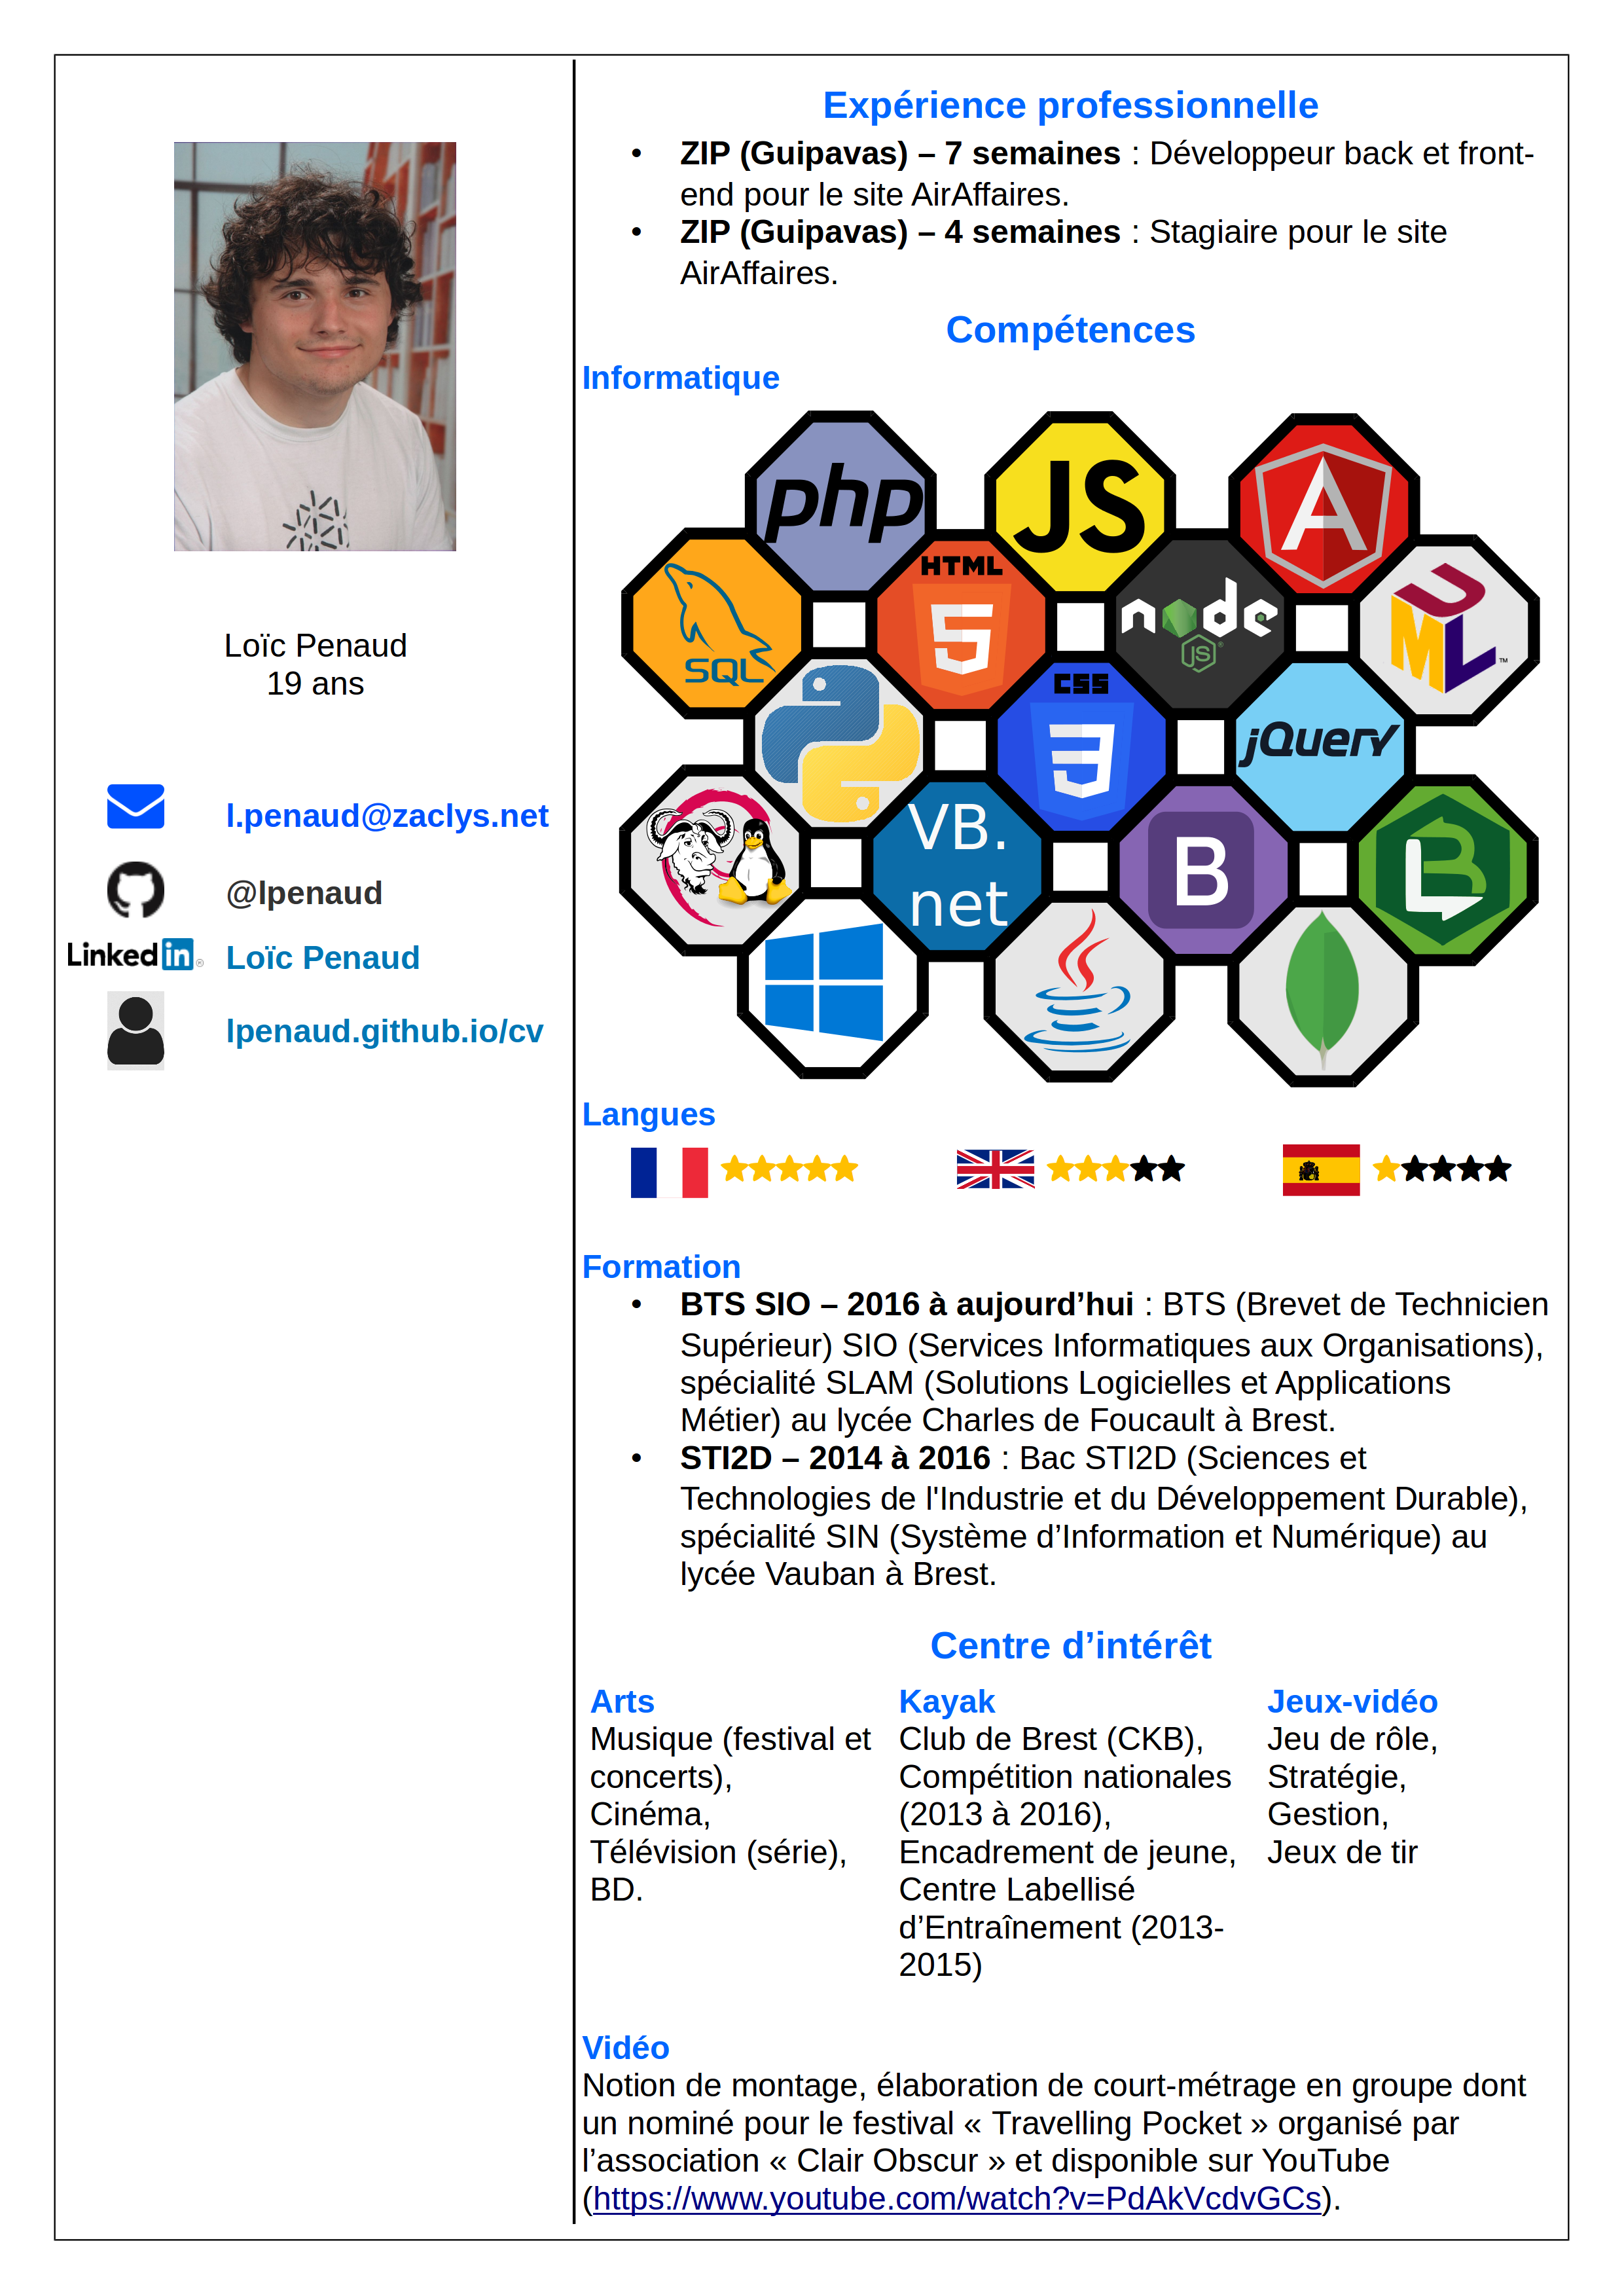 Loïc Penaud
19 ans
l.penaud@zaclys.net
@lpenaud
Linked in ®
Loïc Penaud
lpenaud.github.io/cv
Expérience professionnelle
• ZIP (Guipavas) – 7 semaines : Développeur back et front-
end pour le site AirAffaires.
• ZIP (Guipavas) – 4 semaines : Stagiaire pour le site
AirAffaires.
Compétences
Informatique
php
JS
A
SQL
HTML
5
node
JS ®
UML ™
CSS
3
jQuery
VB.
net
B
LB
Langues
Formation
• BTS SIO – 2016 à aujourd’hui : BTS (Brevet de Technicien
Supérieur) SIO (Services Informatiques aux Organisations),
spécialité SLAM (Solutions Logicielles et Applications
Métier) au lycée Charles de Foucault à Brest.
• STI2D – 2014 à 2016 : Bac STI2D (Sciences et
Technologies de l'Industrie et du Développement Durable),
spécialité SIN (Système d’Information et Numérique) au
lycée Vauban à Brest.
Centre d’intérêt
Arts
Musique (festival et
concerts),
Cinéma,
Télévision (série),
BD.
Kayak
Club de Brest (CKB),
Compétition nationales
(2013 à 2016),
Encadrement de jeune,
Centre Labellisé
d’Entraînement (2013-
2015)
Jeux-vidéo
Jeu de rôle,
Stratégie,
Gestion,
Jeux de tir
Vidéo
Notion de montage, élaboration de court-métrage en groupe dont
un nominé pour le festival « Travelling Pocket » organisé par
l’association « Clair Obscur » et disponible sur YouTube
(https://www.youtube.com/watch?v=PdAkVcdvGCs).